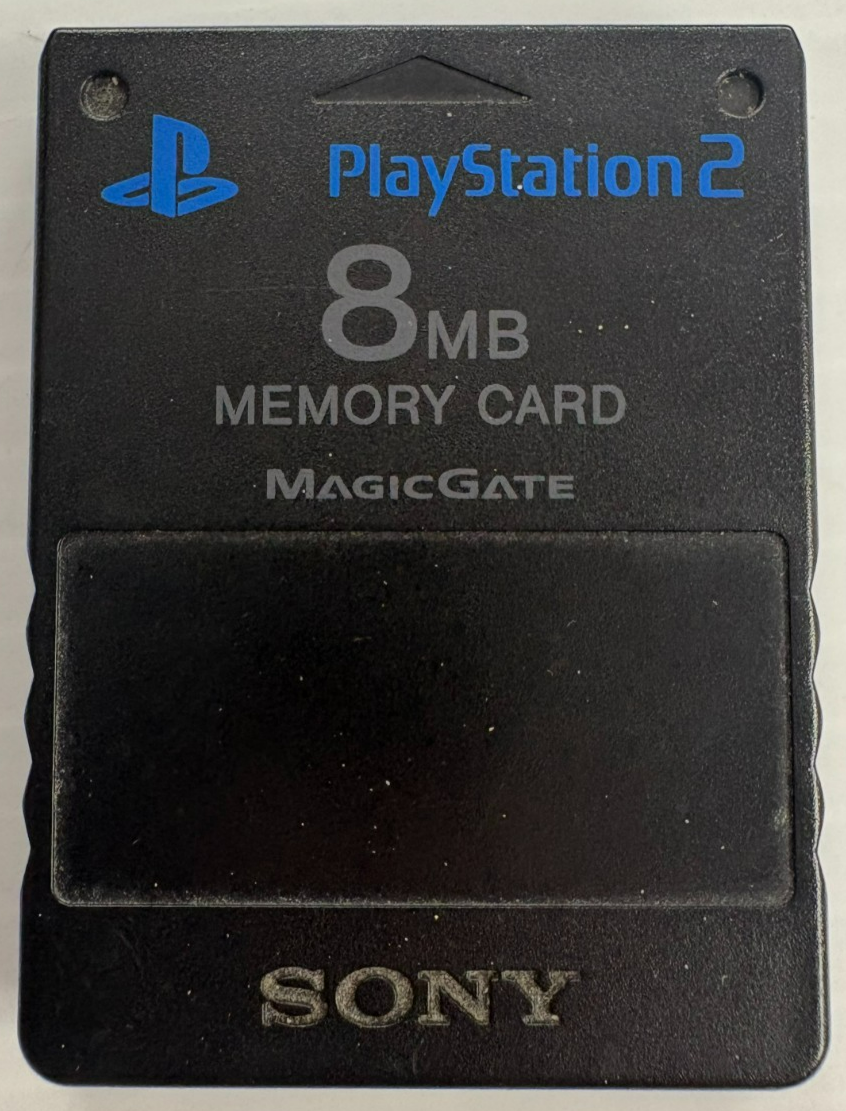 PlayStation 2
8MB
MEMORY CARD
MAGICGATE
SONY